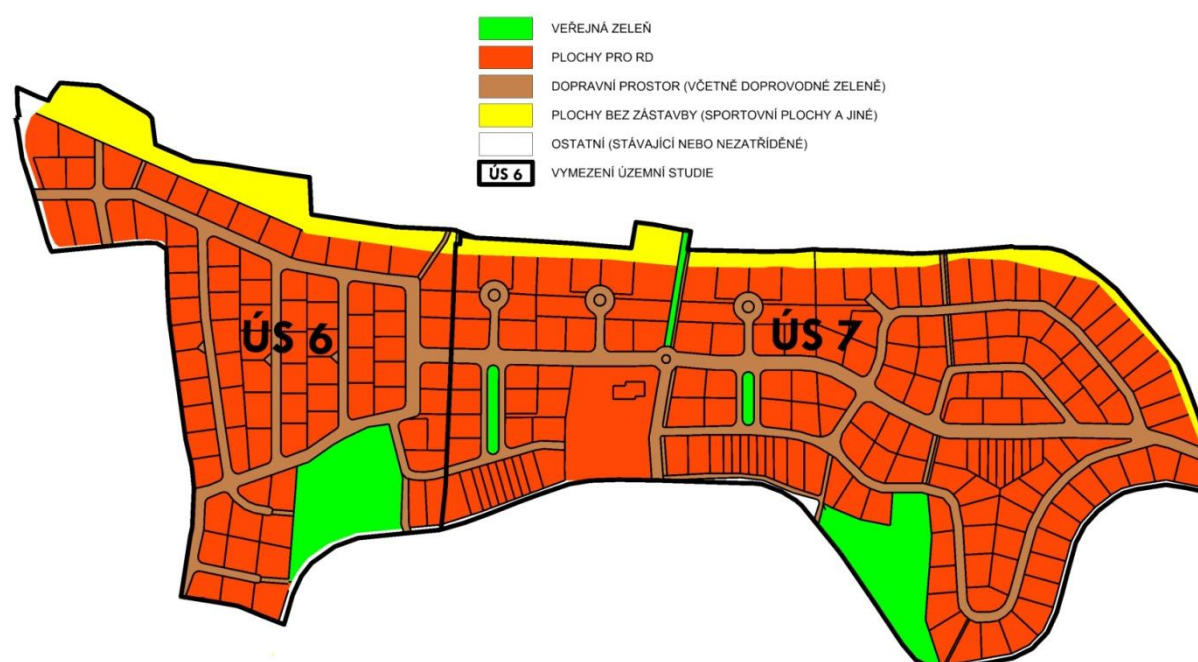 VEŘEJNÁ ZELEŇ
PLOCHY PRO RD
DOPRAVNÍ PROSTOR (VČETNĚ DOPROVODNÉ ZELENĚ)
PLOCHY BEZ ZÁSTAVBY (SPORTOVNÍ PLOCHY A JINÉ)
OSTATNÍ (STÁVAJÍCÍ NEBO NEZATŘÍDĚNÉ)
ÚS 6 VYMEZENÍ ÚZEMNÍ STUDIE
ÚS 6
ÚS 7